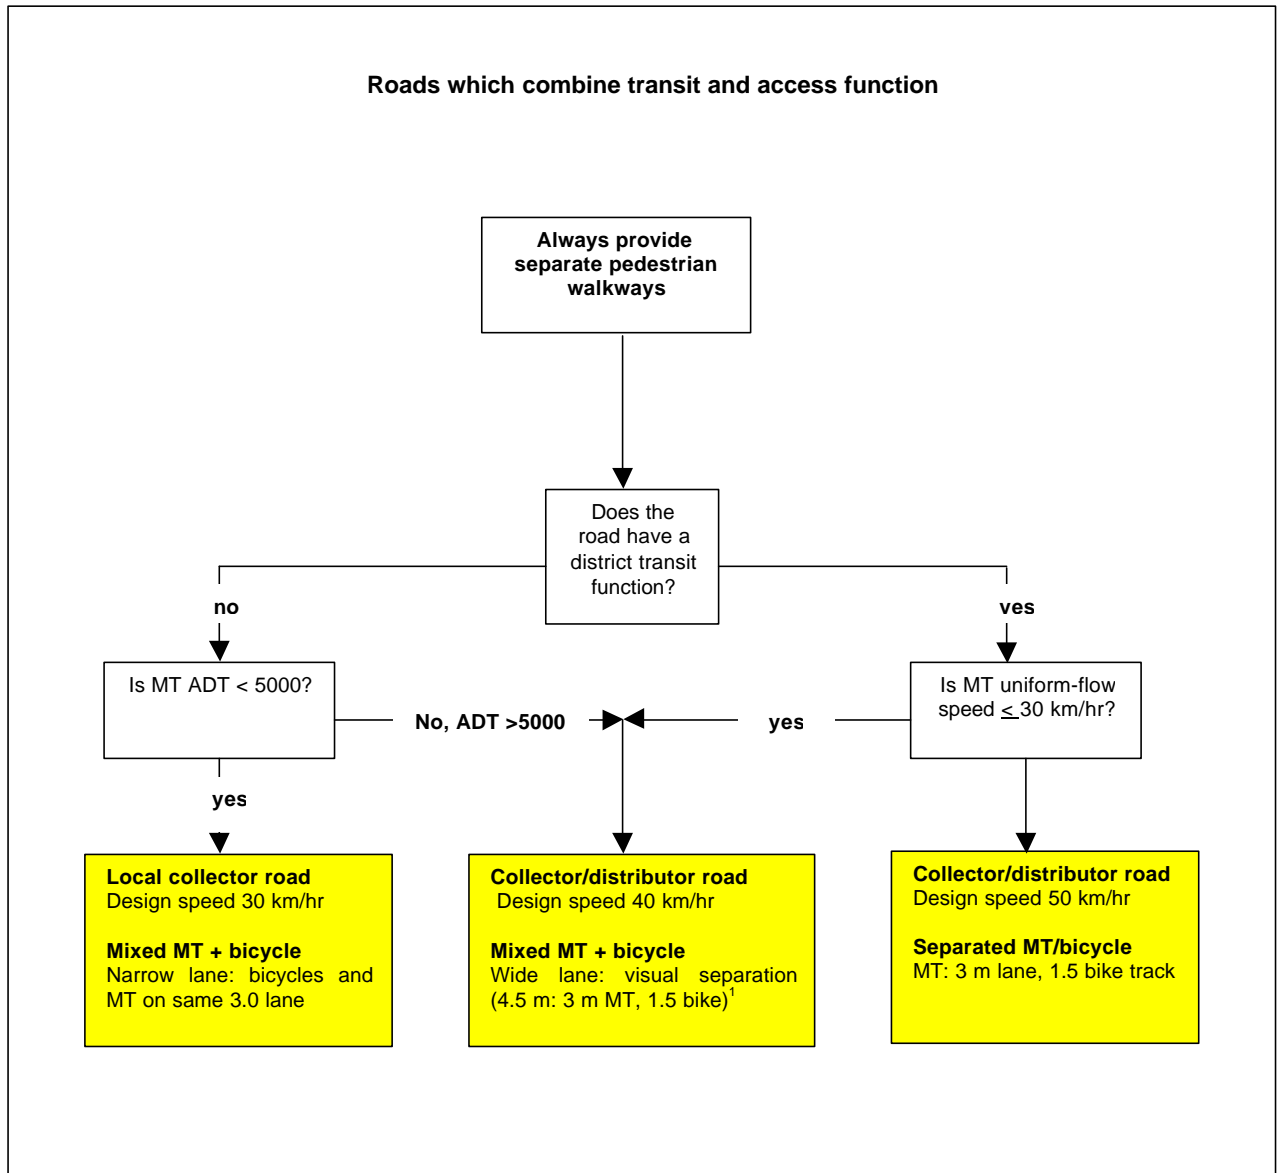 Roads which combine transit and access function
Always provide
separate pedestrian
walkways
Does the
road have a
district transit
function?
no
ves
Is MT ADT < 5000?
Is MT uniform-flow
speed < 30 km/hr?
No, ADT >5000
yes
yes
Local collector road
Design speed 30 km/hr
Mixed MT + bicycle
Narrow lane: bicycles and
MT on same 3.0 lane
Collector/distributor road
Design speed 40 km/hr
Mixed MT + bicycle
Wide lane: visual separation
(4.5 m: 3 m MT, 1.5 bike)1
Collector/distributor road
Design speed 50 km/hr
Separated MT/bicycle
MT: 3 m lane, 1.5 bike track